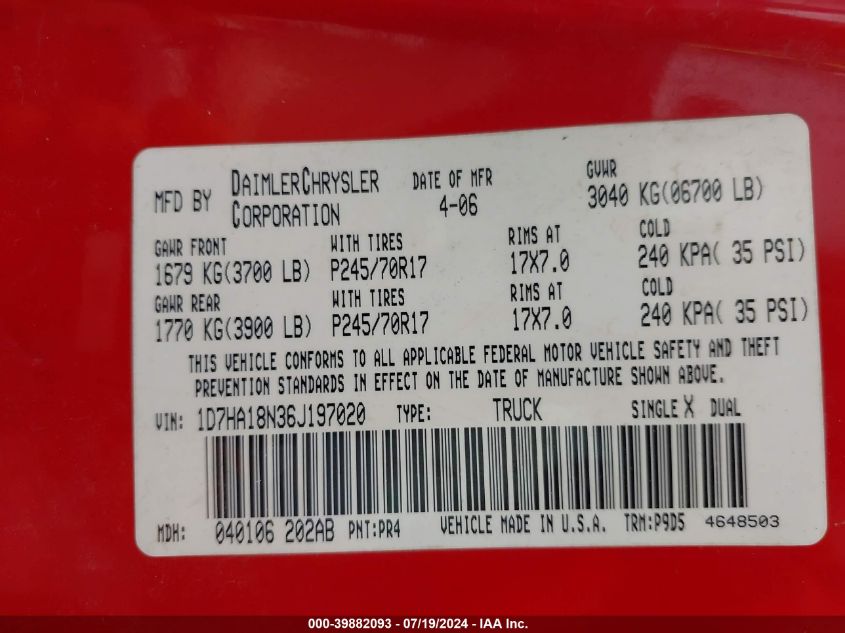 MFD BY DAIMLERCHRYSLER CORPORATION DATE OF MFR 4-06 GVWR 3040 KG(06700 LB)
GAWR FRONT WITH TIRES RIMS AT COLD
1679 KG(3700 LB) P245/70R17 17X7.0 240 KPA( 35 PSI)
GAWR REAR WITH TIRES RIMS AT COLD
1770 KG(3900 LB) P245/70R17 17X7.0 240 KPA( 35 PSI)
THIS VEHICLE CONFORMS TO ALL APPLICABLE FEDERAL MOTOR VEHICLE SAFETY AND THEFT
PREVENTION STANDARDS IN EFFECT ON THE DATE OF MANUFACTURE SHOWN ABOVE.
VIN: 1D7HA18N36J197020 TYPE: TRUCK SINGLE X DUAL
MDH: 040106 202AB PNT:PR4 VEHICLE MADE IN U.S.A. TRM:P9D5 4648503
000-39882093 - 07/19/2024 - IAA Inc.